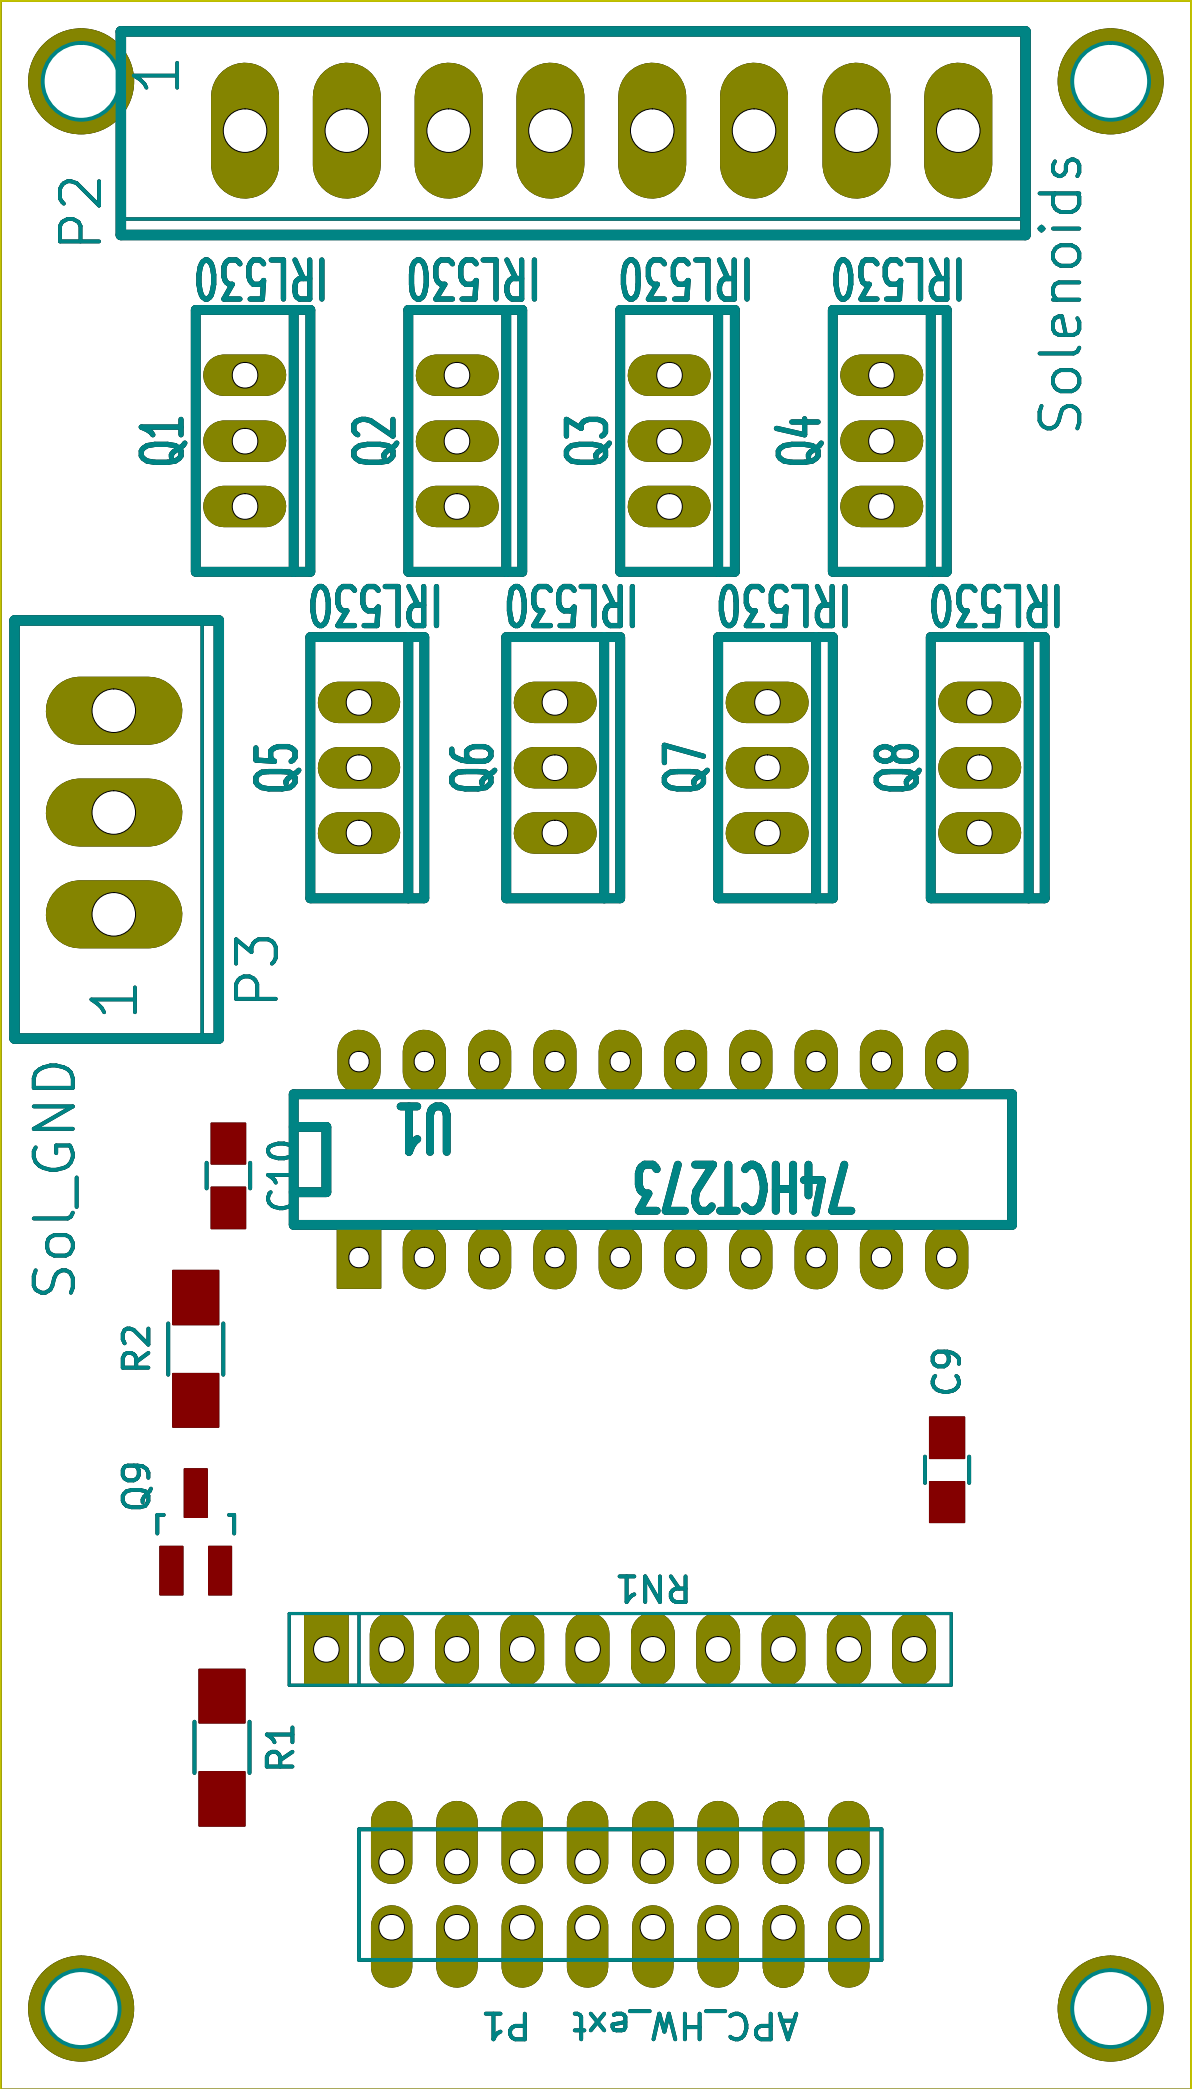 1
P2
Solenoids
IRL530
IRL530
IRL530
IRL530
Q1
Q2
Q3
Q4
IRL530
IRL530
IRL530
IRL530
Q5
Q6
Q7
Q8
P3
1
Sol_GND
U1
74HCT273
C10
R2
C9
Q9
RN1
R1
APC_HW_ext
P1